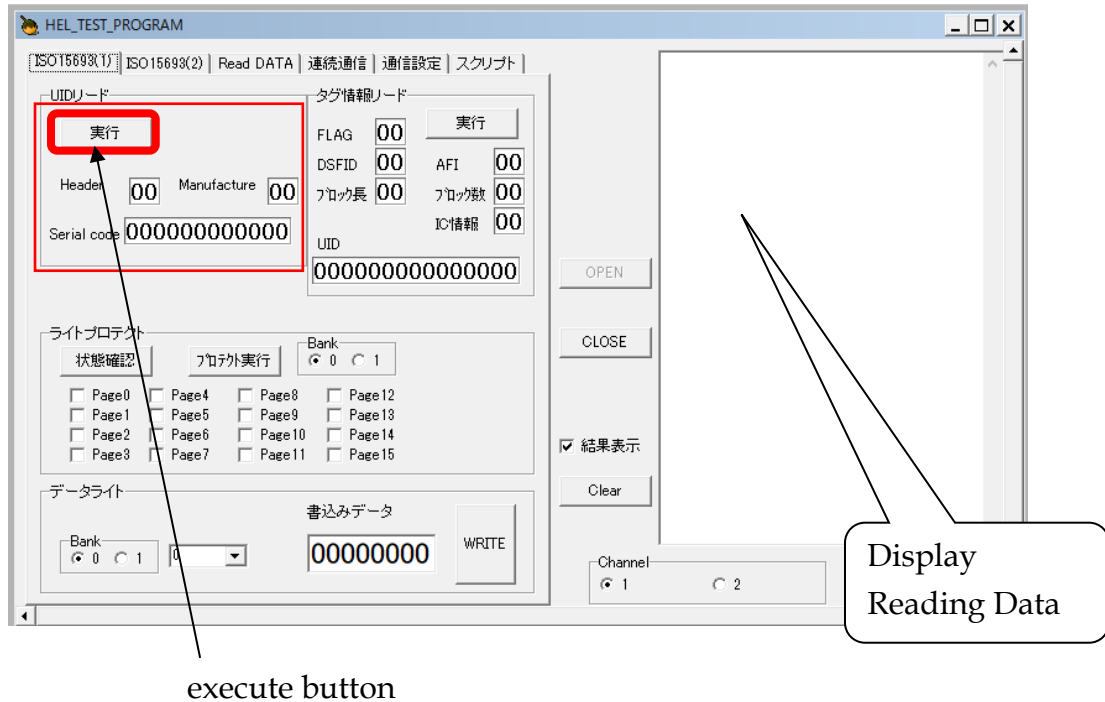 HEL_TEST_PROGRAM
ISO15693(1) ISO15693(2) Read DATA 連続通信 通信設定 スクリプト
UIDリード
実行
Header 00 Manufacture 00
Serial code 000000000000
タグ情報リード
FLAG 00 実行
DSFID 00 AFI 00
ブロック長 00 ブロック数 00
IC情報 00
UID
0000000000000000
ライトプロテクト
状態確認 プロテクト実行
Bank
0 1
Page0 Page4 Page8 Page12
Page1 Page5 Page9 Page13
Page2 Page6 Page10 Page14
Page3 Page7 Page11 Page15
データライト
Bank
0 1
0
書込みデータ
00000000
WRITE
OPEN
CLOSE
結果表示
Clear
Channel
1 2
Display
Reading Data
execute button